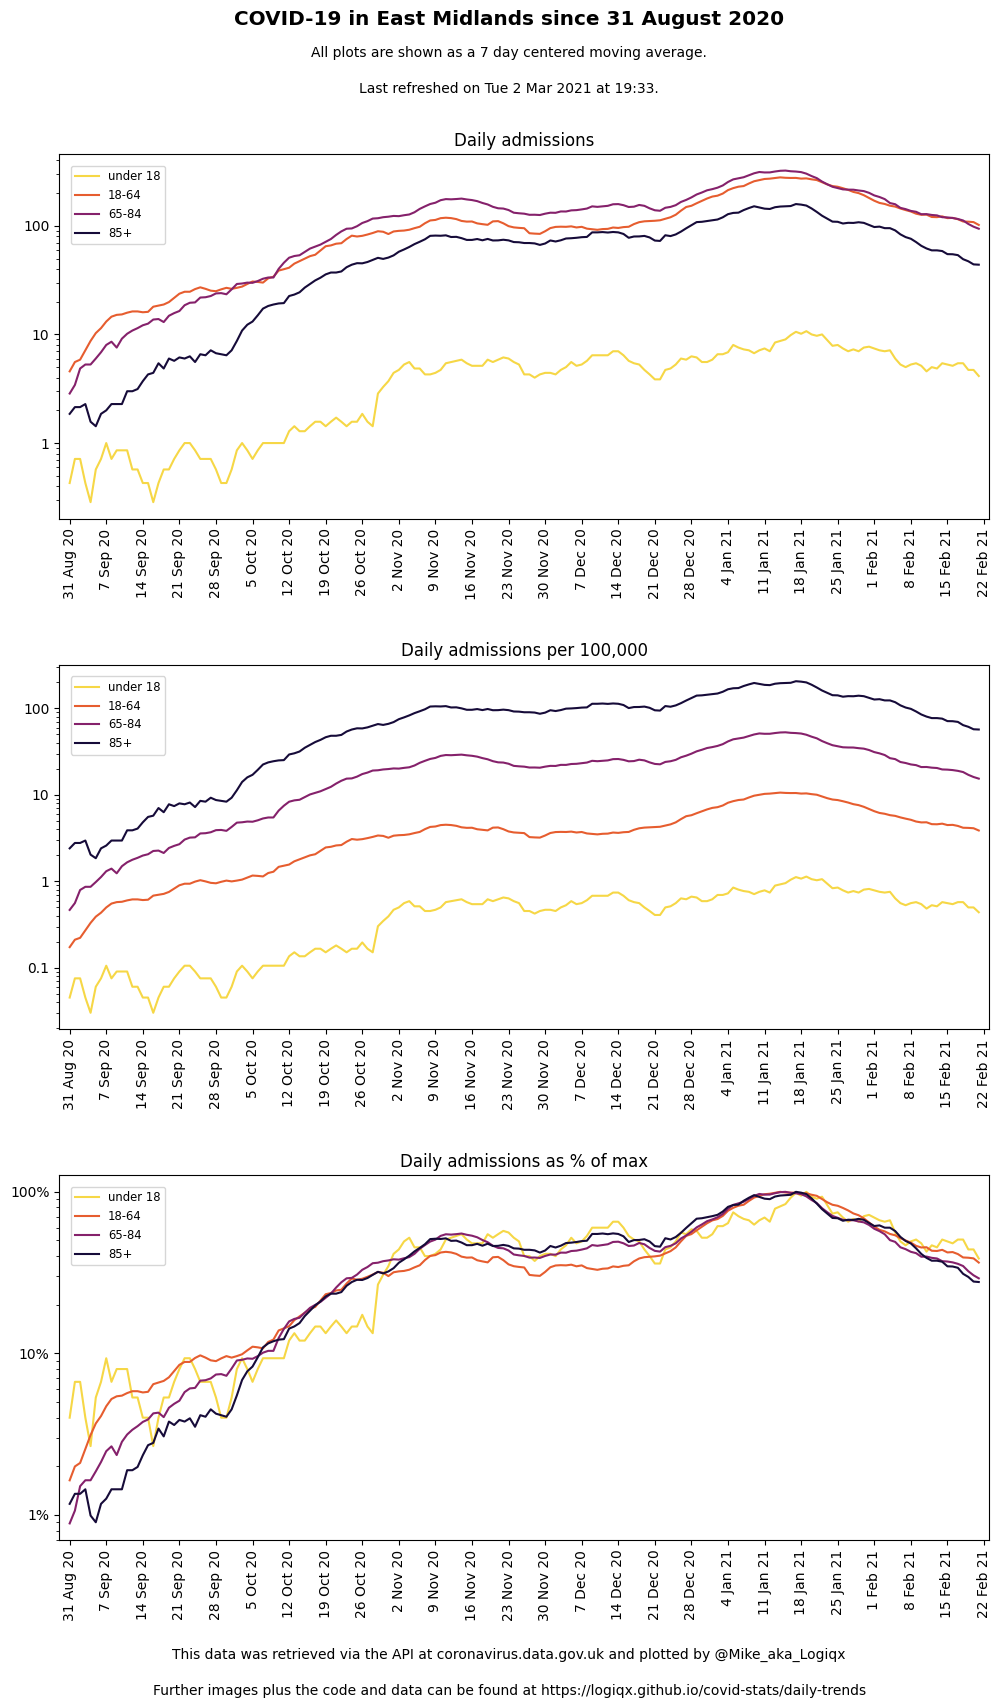 COVID-19 in East Midlands since 31 August 2020
All plots are shown as a 7 day centered moving average.
Last refreshed on Tue 2 Mar 2021 at 19:33.
Daily admissions
under 18
18-64
65-84
85+
100
10
1
31 Aug 20
7 Sep 20
14 Sep 20
21 Sep 20
28 Sep 20
5 Oct 20
12 Oct 20
19 Oct 20
26 Oct 20
2 Nov 20
9 Nov 20
16 Nov 20
23 Nov 20
30 Nov 20
7 Dec 20
14 Dec 20
21 Dec 20
28 Dec 20
4 Jan 21
11 Jan 21
18 Jan 21
25 Jan 21
1 Feb 21
8 Feb 21
15 Feb 21
22 Feb 21
Daily admissions per 100,000
under 18
18-64
65-84
85+
100
10
1
0.1
31 Aug 20
7 Sep 20
14 Sep 20
21 Sep 20
28 Sep 20
5 Oct 20
12 Oct 20
19 Oct 20
26 Oct 20
2 Nov 20
9 Nov 20
16 Nov 20
23 Nov 20
30 Nov 20
7 Dec 20
14 Dec 20
21 Dec 20
28 Dec 20
4 Jan 21
11 Jan 21
18 Jan 21
25 Jan 21
1 Feb 21
8 Feb 21
15 Feb 21
22 Feb 21
Daily admissions as % of max
under 18
18-64
65-84
85+
100%
10%
1%
31 Aug 20
7 Sep 20
14 Sep 20
21 Sep 20
28 Sep 20
5 Oct 20
12 Oct 20
19 Oct 20
26 Oct 20
2 Nov 20
9 Nov 20
16 Nov 20
23 Nov 20
30 Nov 20
7 Dec 20
14 Dec 20
21 Dec 20
28 Dec 20
4 Jan 21
11 Jan 21
18 Jan 21
25 Jan 21
1 Feb 21
8 Feb 21
15 Feb 21
22 Feb 21
This data was retrieved via the API at coronavirus.data.gov.uk and plotted by @Mike_aka_Logiqx
Further images plus the code and data can be found at https://logiqx.github.io/covid-stats/daily-trends